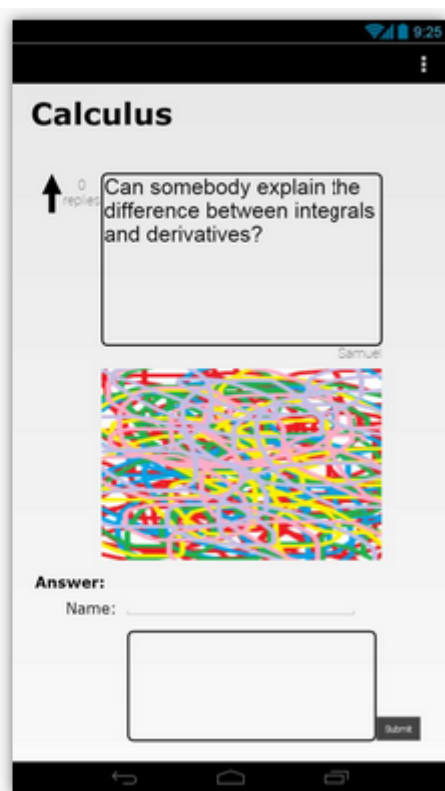 9:25
Calculus
0
replies
Can somebody explain the
difference between integrals
and derivatives?
Samuel
Answer:
Name:
Submit